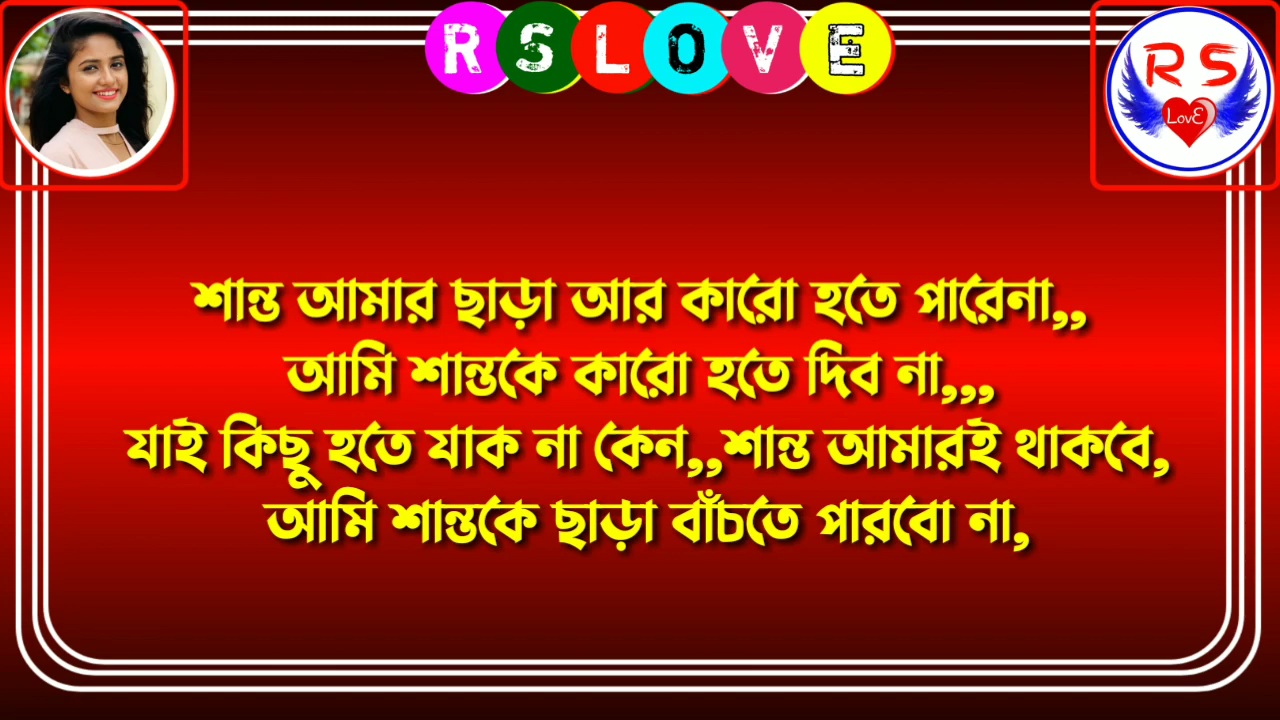 RSLOVE
RS
LovE
শান্ত আমার ছাড়া আর কারো হতে পারেনা,,
আমি শান্তকে কারো হতে দিব না,,,
যাই কিছু হতে যাক না কেন,,শান্ত আমারই থাকবে,
আমি শান্তকে ছাড়া বাঁচতে পারবো না,